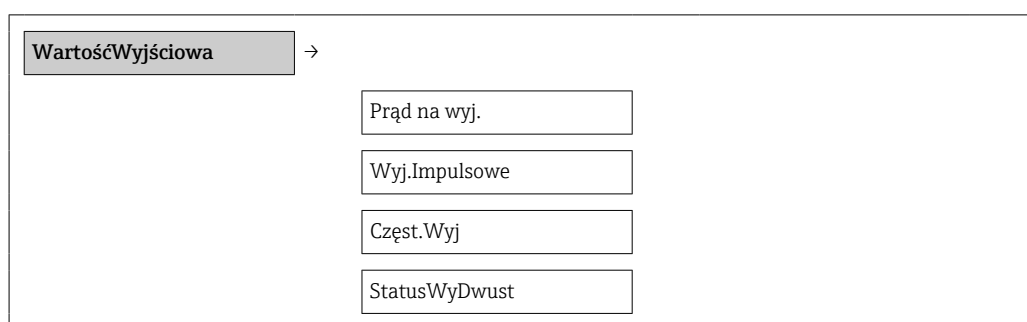 WartośćWyjściowa →
Prąd na wyj.
Wyj.Impulsowe
Częst.Wyj
StatusWyDwust